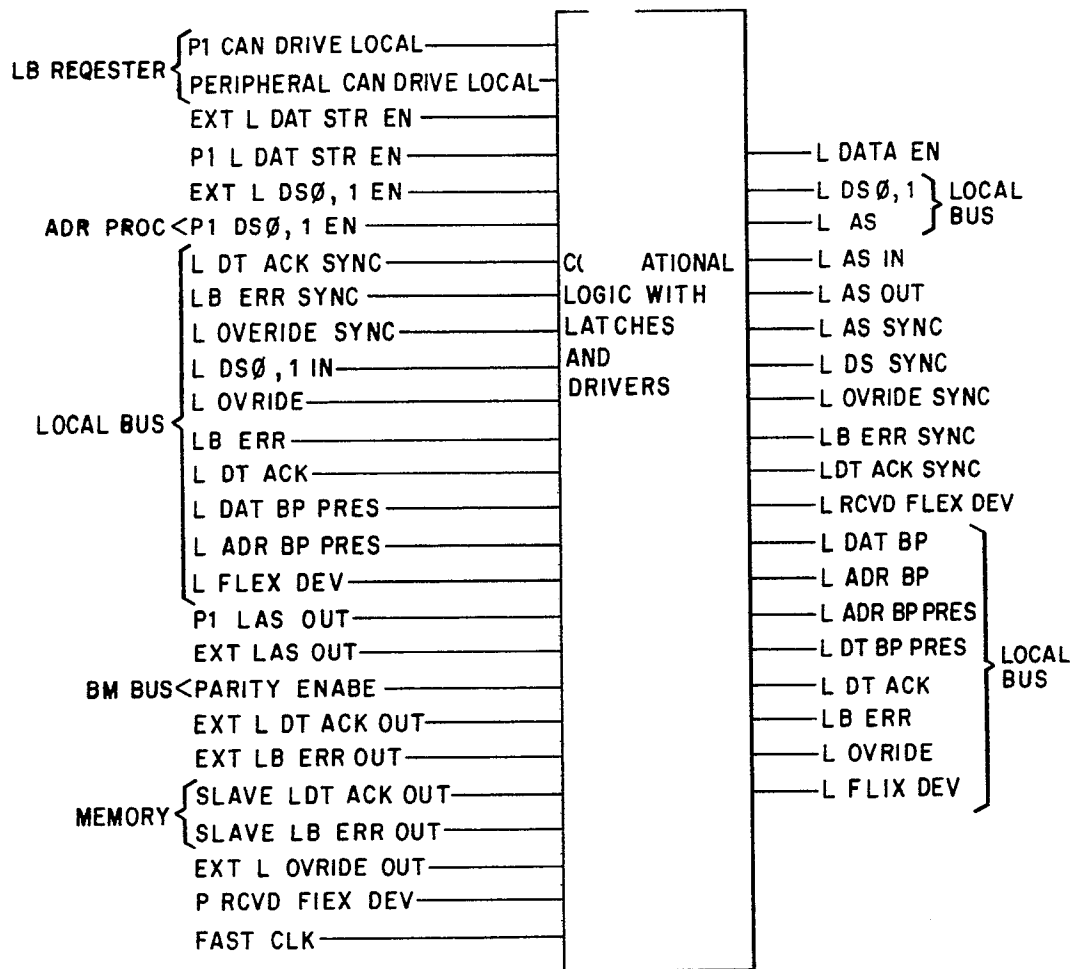 LB REQESTER
P1 CAN DRIVE LOCAL
PERIPHERAL CAN DRIVE LOCAL
EXT L DAT STR EN
P1 L DAT STR EN
EXT L DSØ, 1 EN
ADR PROC
P1 DSØ, 1 EN
LOCAL BUS
L DT ACK SYNC
LB ERR SYNC
L OVERIDE SYNC
L DSØ, 1 IN
L OVRIDE
LB ERR
L DT ACK
L DAT BP PRES
L ADR BP PRES
L FLEX DEV
P1 LAS OUT
EXT LAS OUT
BM BUS
PARITY ENABE
EXT L DT ACK OUT
EXT LB ERR OUT
MEMORY
SLAVE LDT ACK OUT
SLAVE LB ERR OUT
EXT L OVRIDE OUT
P RCVD FIEX DEV
FAST CLK
ATIONAL
LOGIC WITH
LATCHES
AND
DRIVERS
L DATA EN
L DSØ, 1
L AS
LOCAL
BUS
L AS IN
L AS OUT
L AS SYNC
L DS SYNC
L OVRIDE SYNC
LB ERR SYNC
LDT ACK SYNC
L RCVD FLEX DEV
L DAT BP
L ADR BP
L ADR BP PRES
L DT BP PRES
L DT ACK
LB ERR
L OVRIDE
L FLIX DEV
LOCAL
BUS